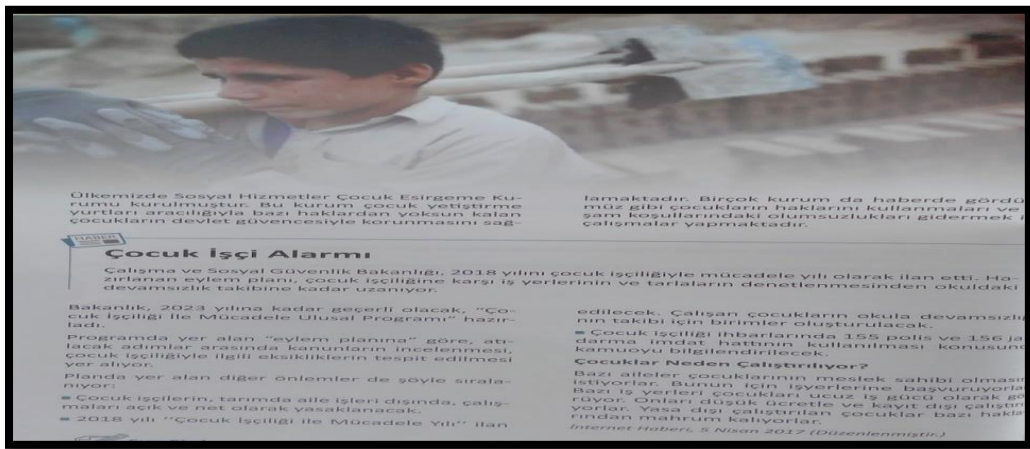 Ülkemizde Sosyal Hizmetler Çocuk Esirgeme Ku-
rumu kurulmuştur. Bu kurum çocuk yetiştirme
yurtları aracılığıyla bazı haklardan yoksun kalan
çocukların devlet güvencesiyle korunmasını sağ-
lamaktadır. Birçok kurum da haberde gördü
müz gibi çocukların haklarını kullanmaları ve
şam koşullarındaki olumsuzlukları gidermek i
çalışmalar yapmaktadır.
HABER
Çocuk İşçi Alarmı
Çalışma ve Sosyal Güvenlik Bakanlığı, 2018 yılını çocuk işçiliğiyle mücadele yılı olarak ilan etti. Ha-
zırlanan eylem planı, çocuk işçiliğine karşı iş yerlerinin ve tarlaların denetlenmesinden okuldaki
devamsızlık takibine kadar uzanıyor.
Bakanlık, 2023 yılına kadar geçerli olacak, "Ço-
cuk İşçiliği İle Mücadele Ulusal Programı" hazır-
ladı.
Programda yer alan "eylem planına" göre, atı-
lacak adımlar arasında kanunların incelenmesi,
çocuk işçiliğiyle ilgili eksikliklerin tespit edilmesi
yer alıyor.
Planda yer alan diğer önlemler de şöyle sırala-
nıyor:
Çocuk işçilerin, tarımda aile işleri dışında, çalış-
maları açık ve net olarak yasaklanacak.
2018 yılı "Çocuk İşçiliği ile Mücadele Yılı" ilan
edilecek. Çalışan çocukların okula devamsızlı
nın takibi için birimler oluşturulacak.
Çocuk işçiliği ihbarlarında 155 polis ve 156 ja
darma imdat hattının kullanılması konusund
kamuoyu bilgilendirilecek.
Çocuklar Neden Çalıştırılıyor?
Bazı aileler çocuklarının meslek sahibi olmasın
istiyorlar. Bunun için işyerlerine başvuruyorlar
Bazı iş yerleri çocukları ucuz iş gücü olarak gö
rüyor. Onları düşük ücretle ve kayıt dışı çalıştırı
yorlar. Yasa dışı çalıştırılan çocuklar bazı hakla
rından mahrum kalıyorlar.
İnternet Haberi, 5 Nisan 2017 (Düzenlenmiştir.)